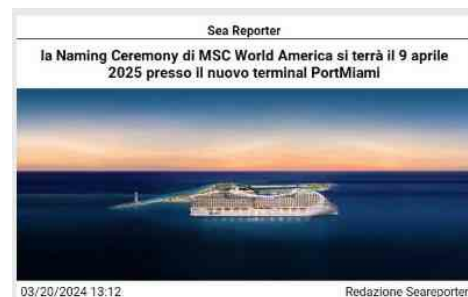 Sea Reporter
la Naming Ceremony di MSC World America si terrà il 9 aprile
2025 presso il nuovo terminal PortMiami
03/20/2024 13:12
Redazione Seareporter